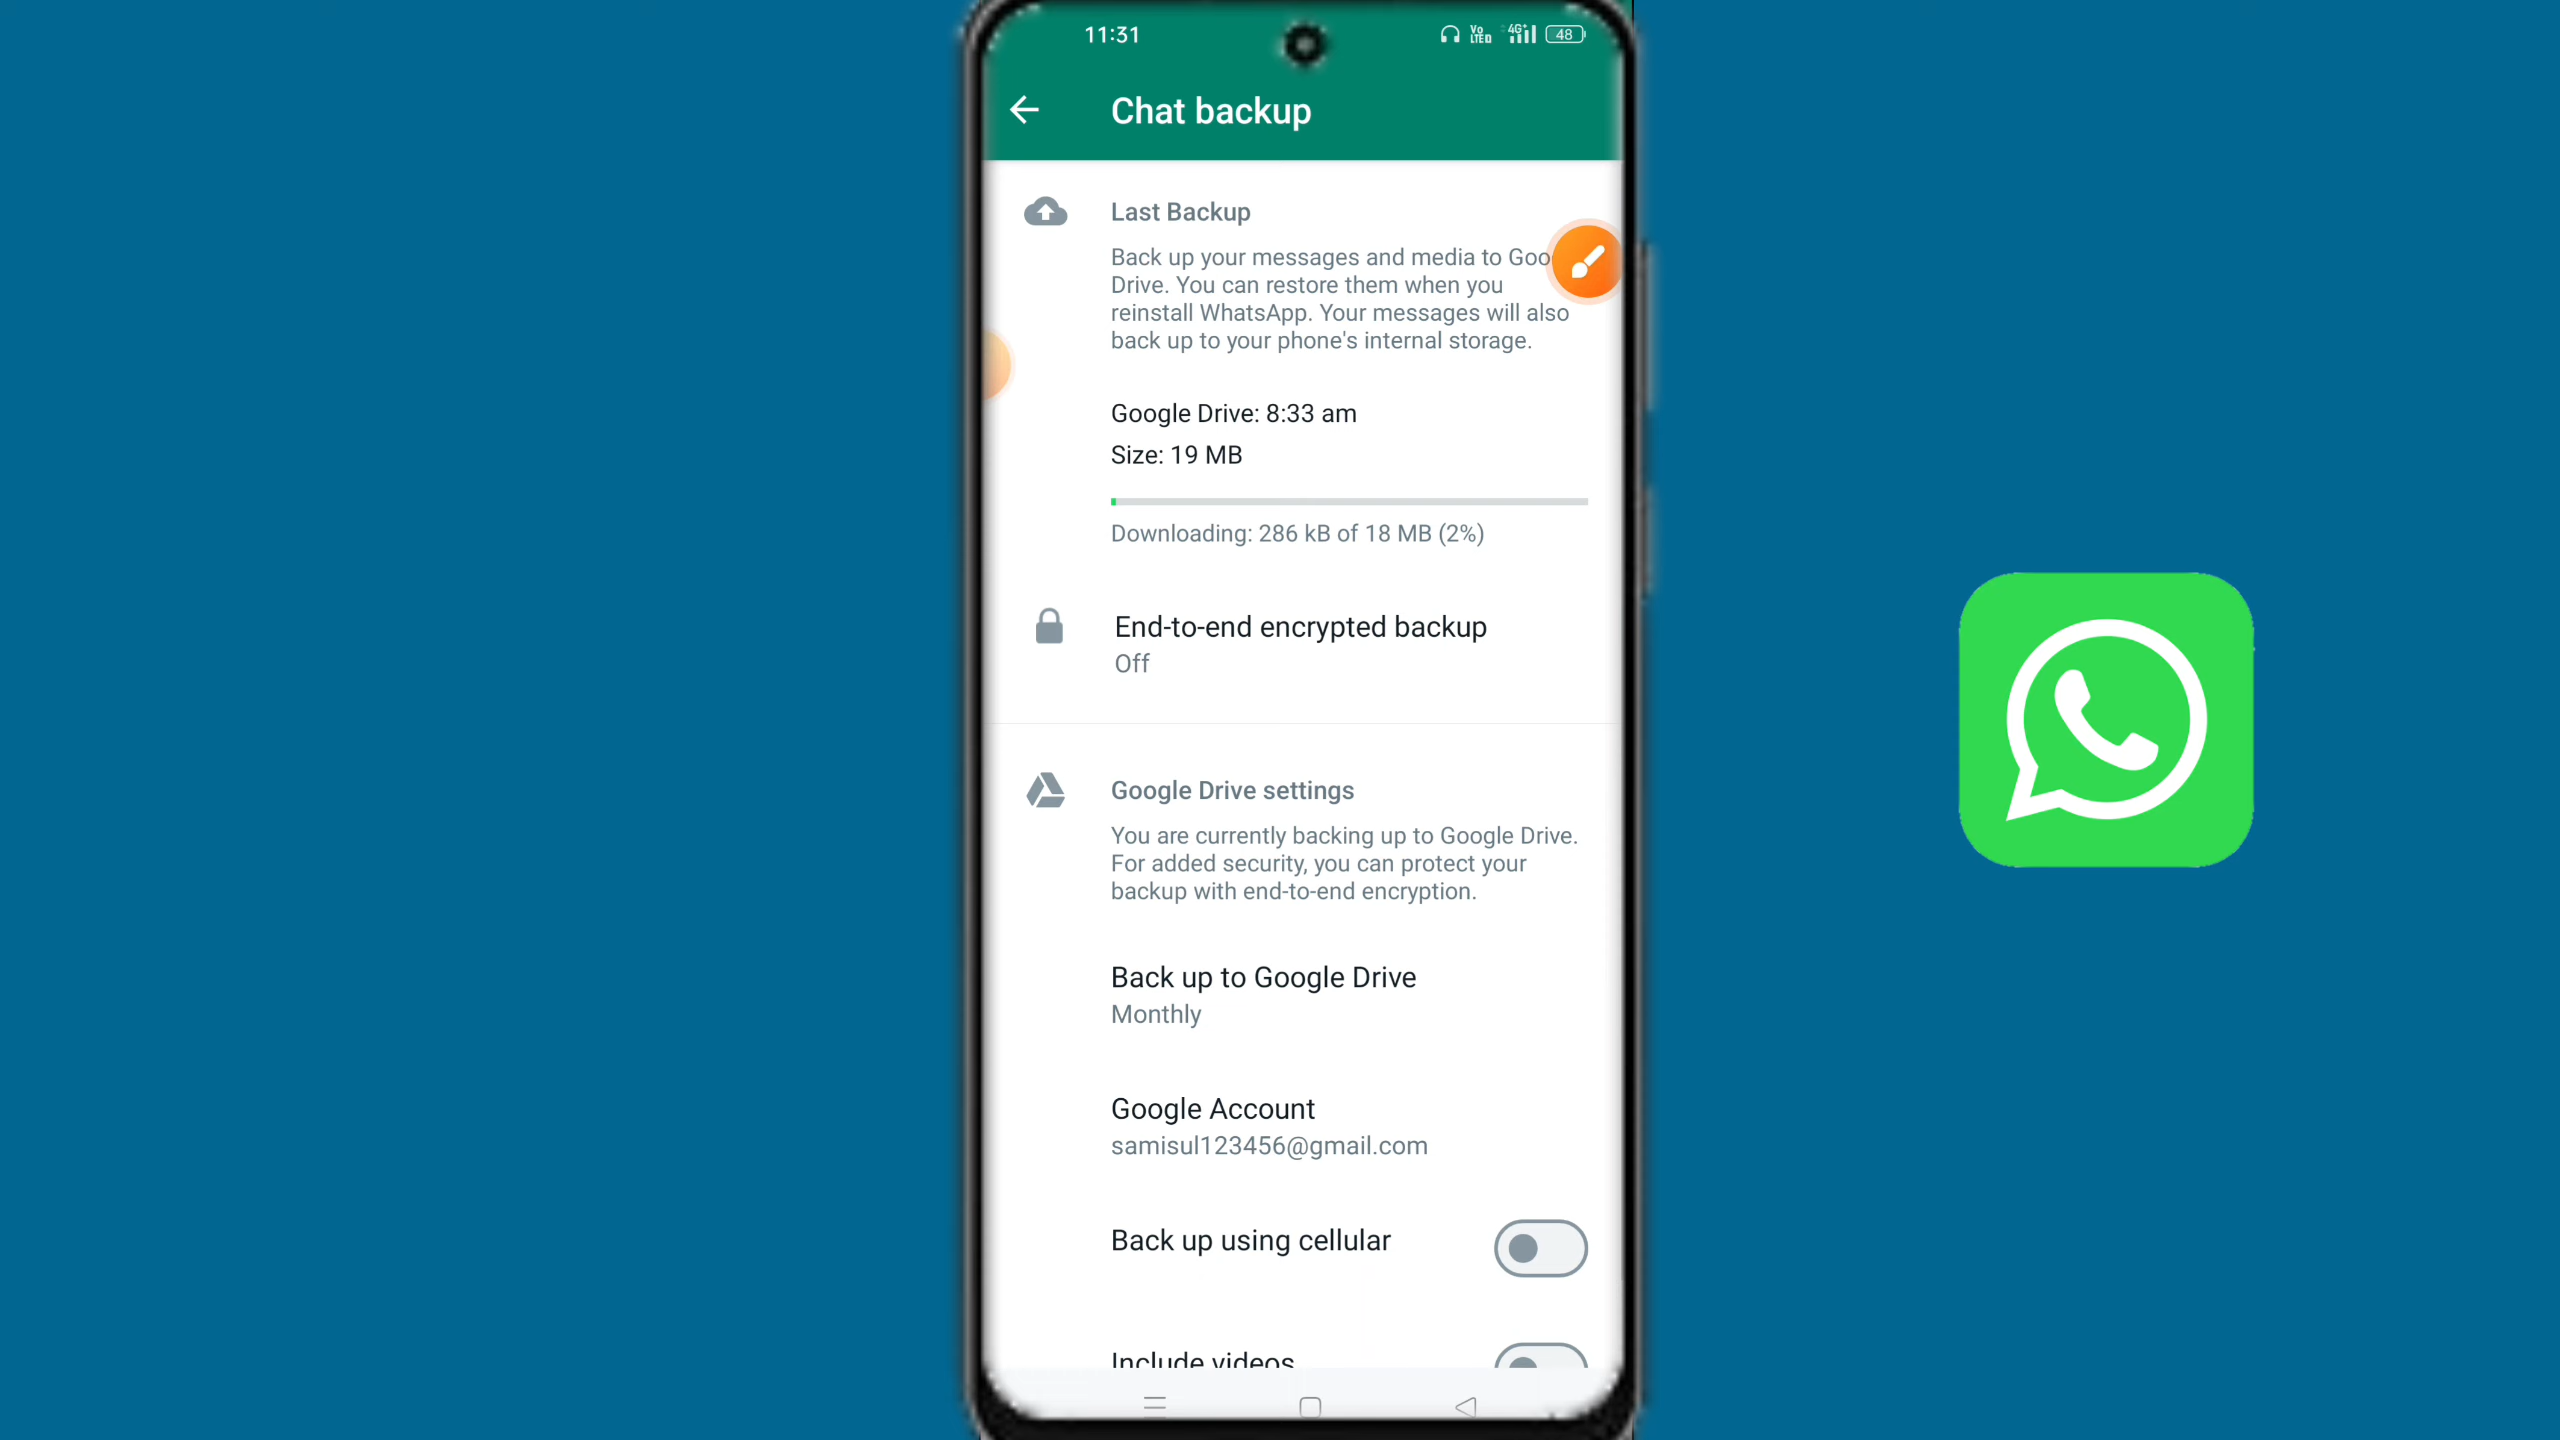 11:31
Vo LTE D 4G+ 48
Chat backup
Last Backup
Back up your messages and media to Goo
Drive. You can restore them when you
reinstall WhatsApp. Your messages will also
back up to your phone's internal storage.
Google Drive: 8:33 am
Size: 19 MB
Downloading: 286 kB of 18 MB (2%)
End-to-end encrypted backup
Off
Google Drive settings
You are currently backing up to Google Drive.
For added security, you can protect your
backup with end-to-end encryption.
Back up to Google Drive
Monthly
Google Account
samisul123456@gmail.com
Back up using cellular
Include videos